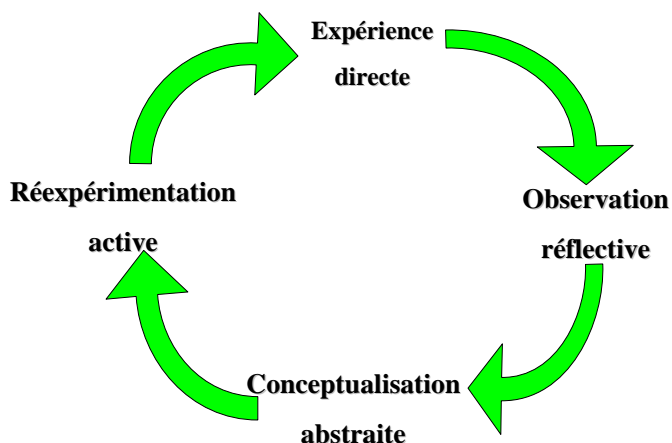 Expérience
directe
Observation
réflective
Conceptualisation
abstraite
Réexpérimentation
active